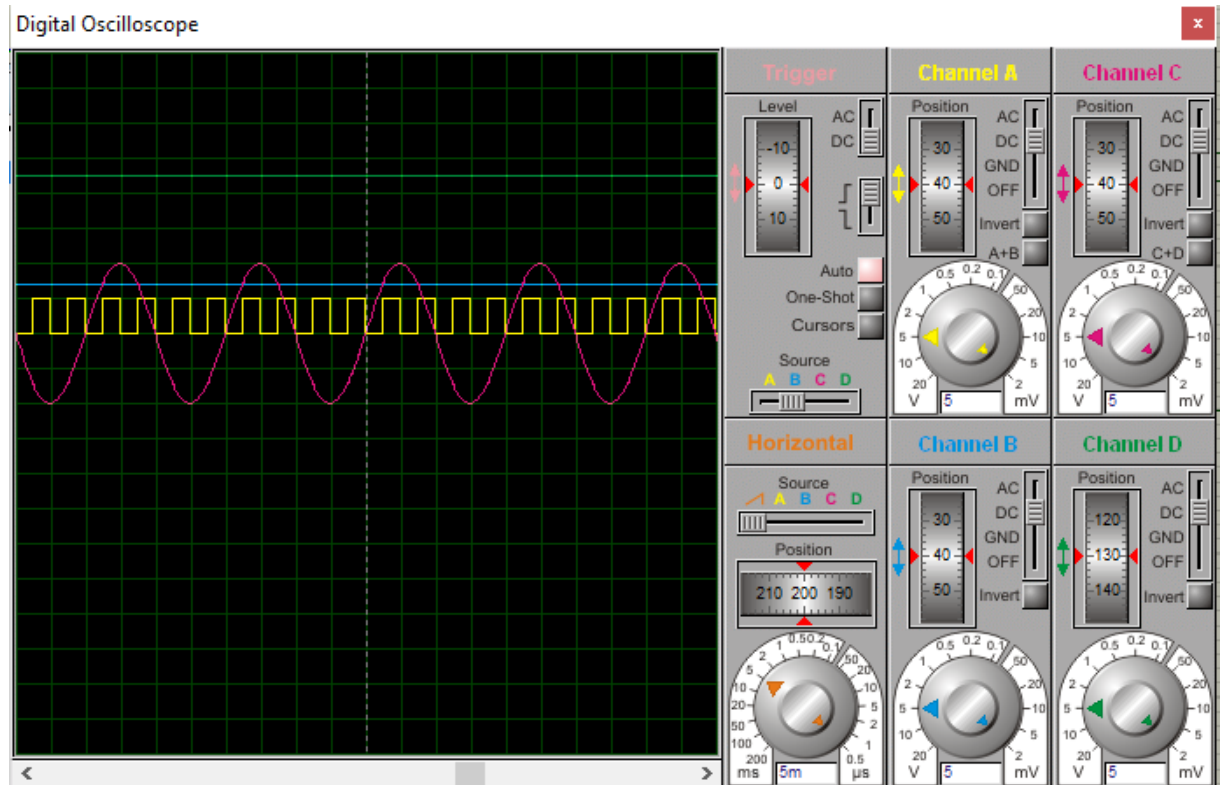 Digital Oscilloscope
x
Trigger
Level
AC
DC
-10
0
10
Auto
One-Shot
Cursors
Source
A B C D
Channel A
Position
AC
DC
GND
OFF
30
40
50
Invert
A+B
0.5 0.2 0.1
1
2
5
10
20
V
50
20
10
5
2
mV
5
Channel C
Position
AC
DC
GND
OFF
30
40
50
Invert
C+D
0.5 0.2 0.1
1
2
5
10
20
V
50
20
10
5
2
mV
5
Horizontal
Source
A B C D
Position
210 200 190
0.5 0.2 0.1
1
2
5
10
20
50
100
200
ms
50
20
10
5
2
1
0.5
µs
5m
Channel B
Position
AC
DC
GND
OFF
30
40
50
Invert
0.5 0.2 0.1
1
2
5
10
20
V
50
20
10
5
2
mV
5
Channel D
Position
AC
DC
GND
OFF
-120
-130
-140
Invert
0.5 0.2 0.1
1
2
5
10
20
V
50
20
10
5
2
mV
5